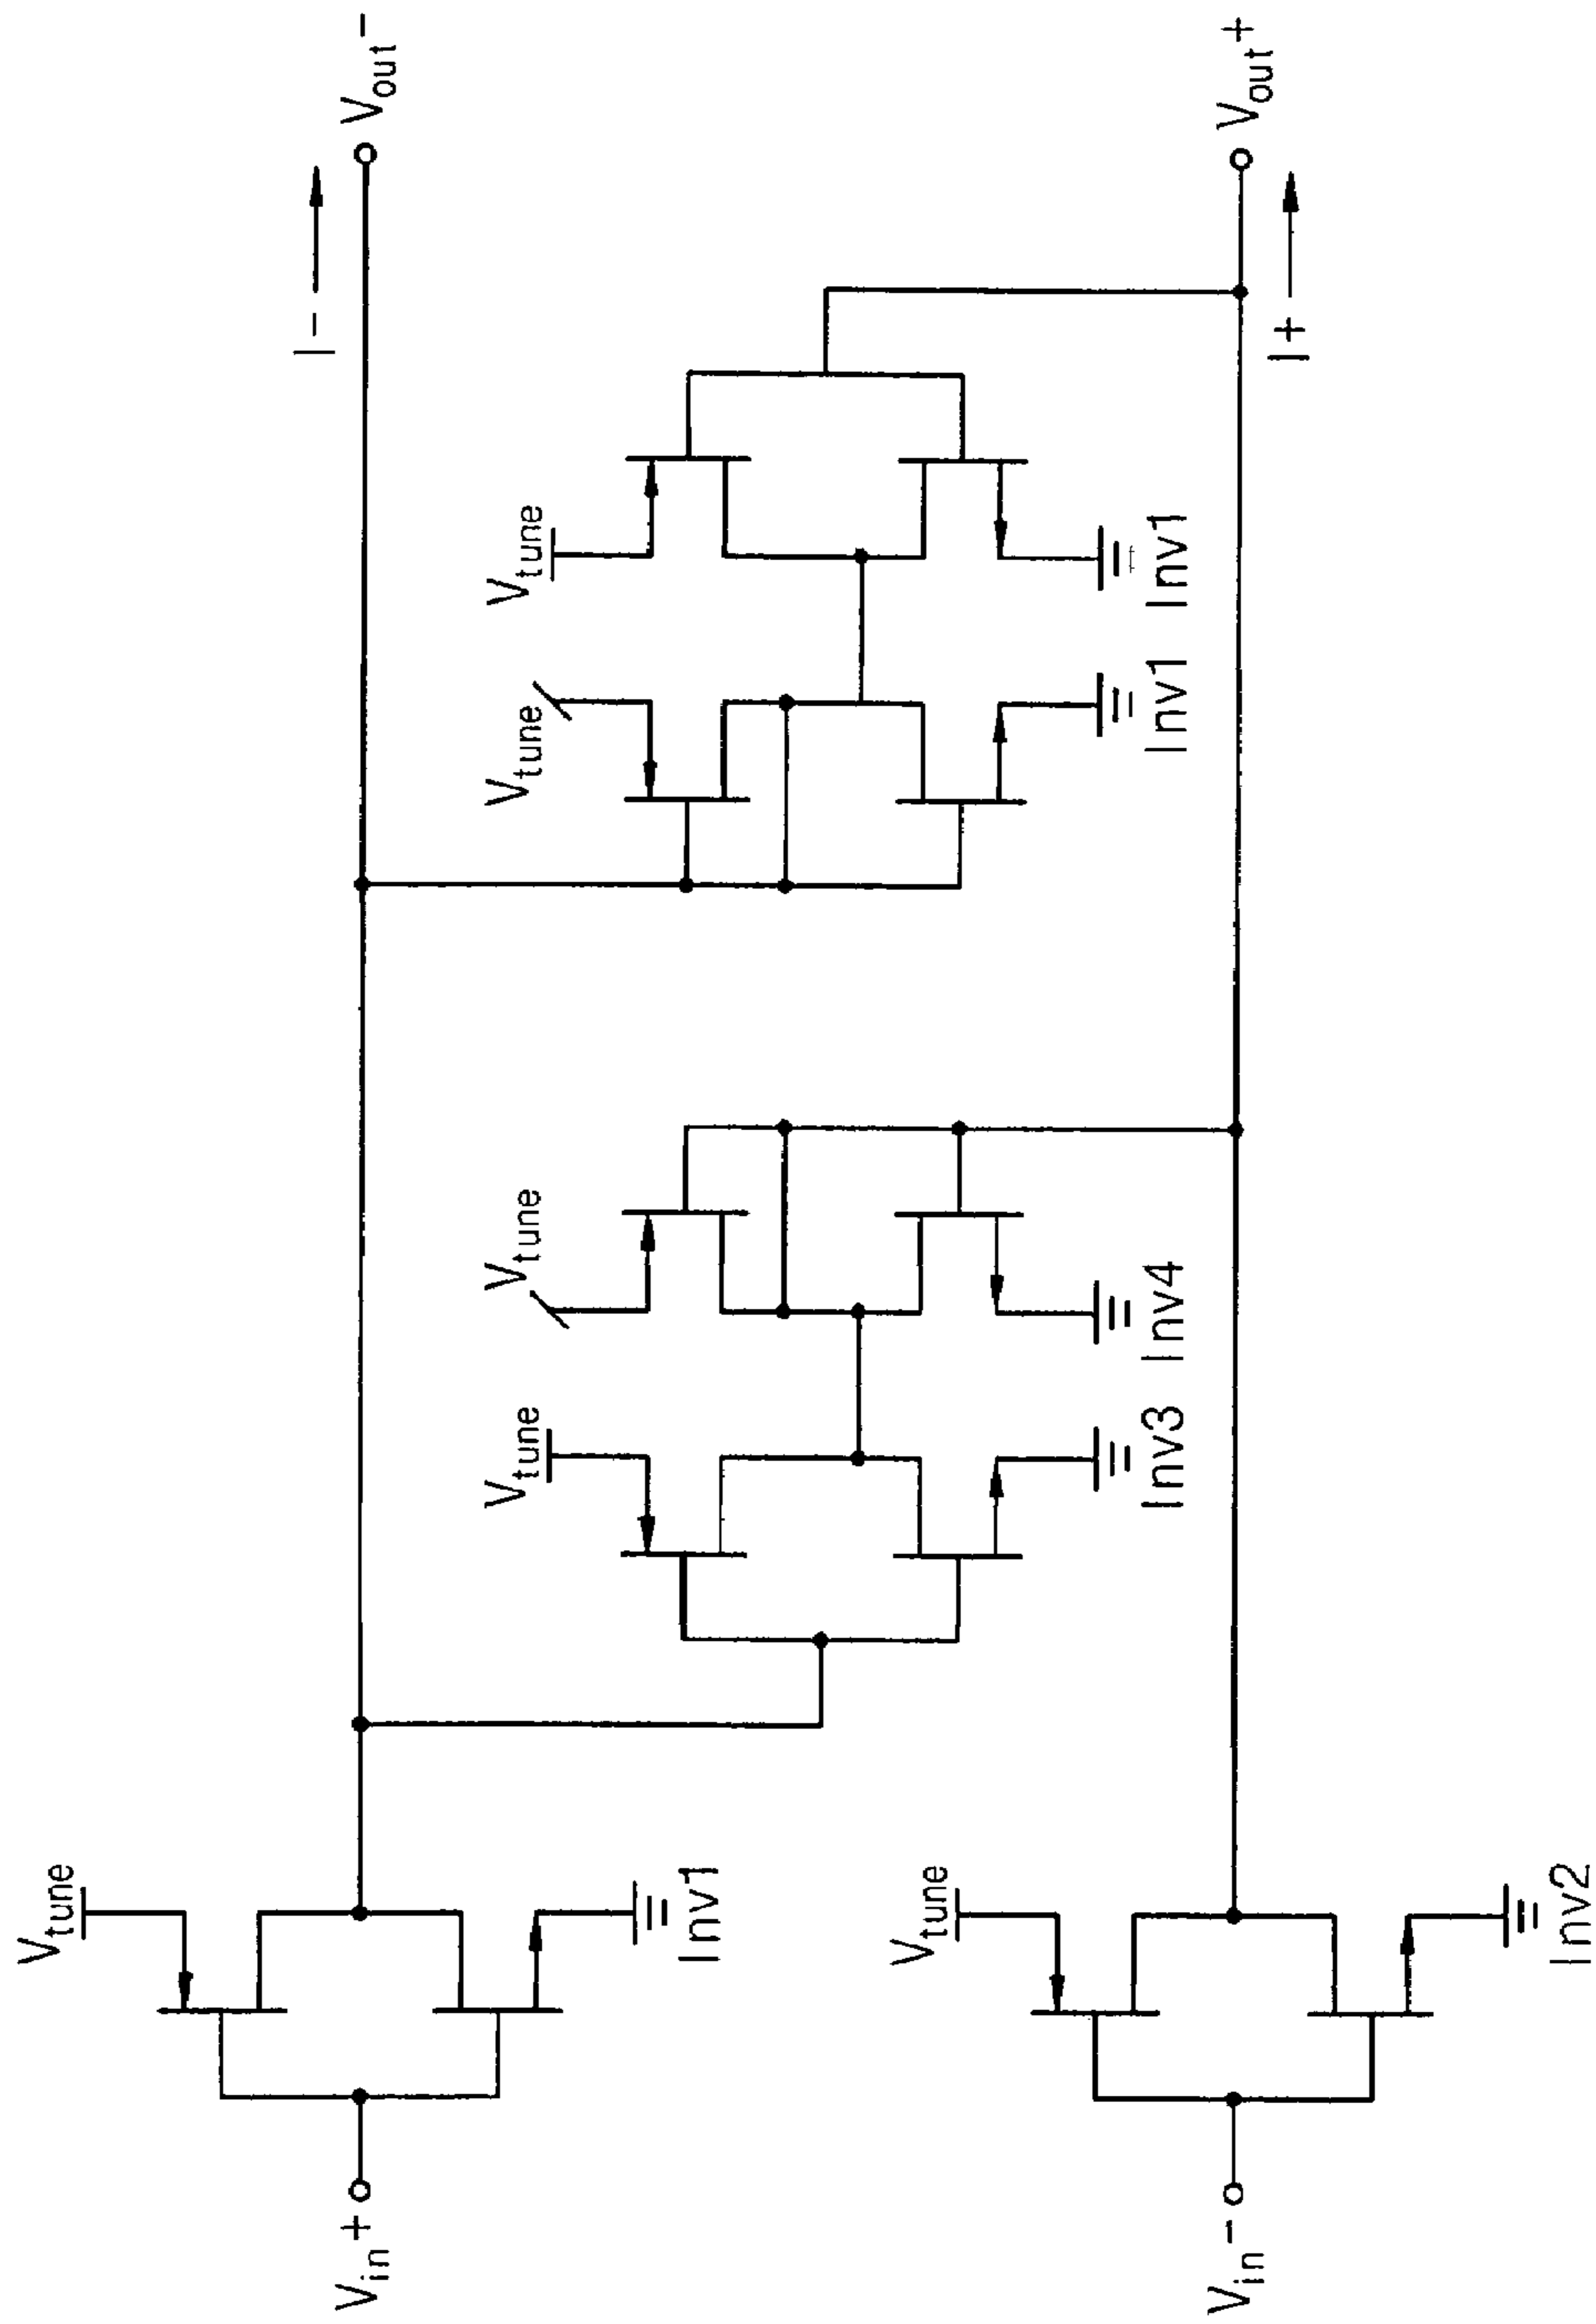 Vtune
I-
Vin+
Vout-
Vtune
Vtune
Vtune
Vtune
Inv1
Vtune
Inv3
Inv4
Inv1
Inv1
Vin-
Vout+
I+
Inv2